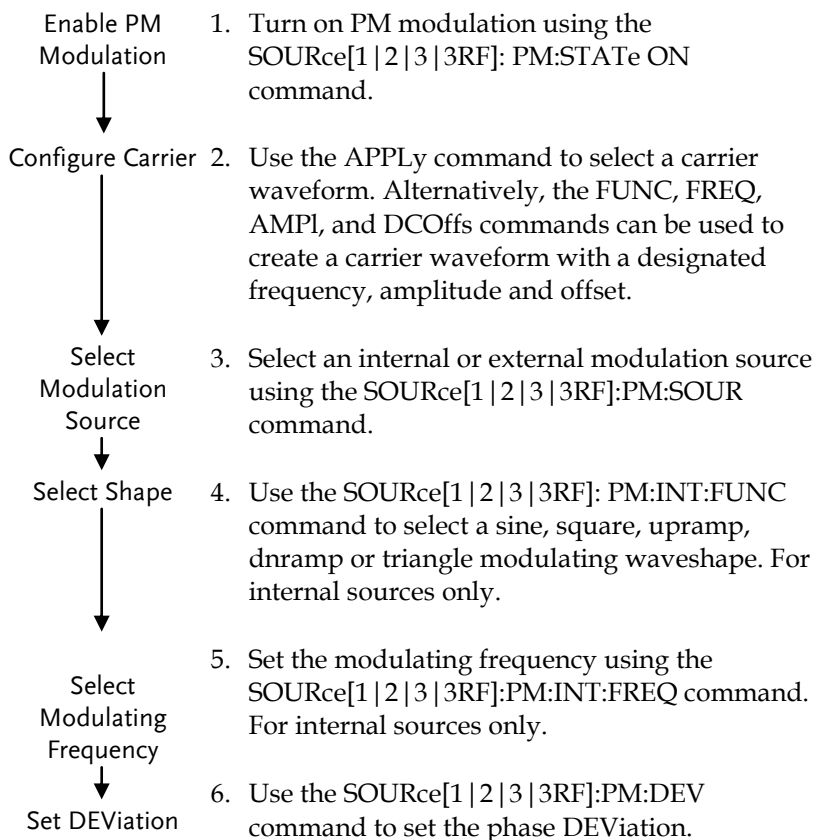 Enable PM
Modulation
1. Turn on PM modulation using the
SOURce[1|2|3|3RF]: PM:STATe ON
command.
Configure Carrier
2. Use the APPLy command to select a carrier
waveform. Alternatively, the FUNC, FREQ,
AMPl, and DCOffs commands can be used to
create a carrier waveform with a designated
frequency, amplitude and offset.
Select
Modulation
Source
3. Select an internal or external modulation source
using the SOURce[1|2|3|3RF]:PM:SOUR
command.
Select Shape
4. Use the SOURce[1|2|3|3RF]: PM:INT:FUNC
command to select a sine, square, upramp,
dnramp or triangle modulating waveshape. For
internal sources only.
Select
Modulating
Frequency
5. Set the modulating frequency using the
SOURce[1|2|3|3RF]:PM:INT:FREQ command.
For internal sources only.
Set DEViation
6. Use the SOURce[1|2|3|3RF]:PM:DEV
command to set the phase DEViation.